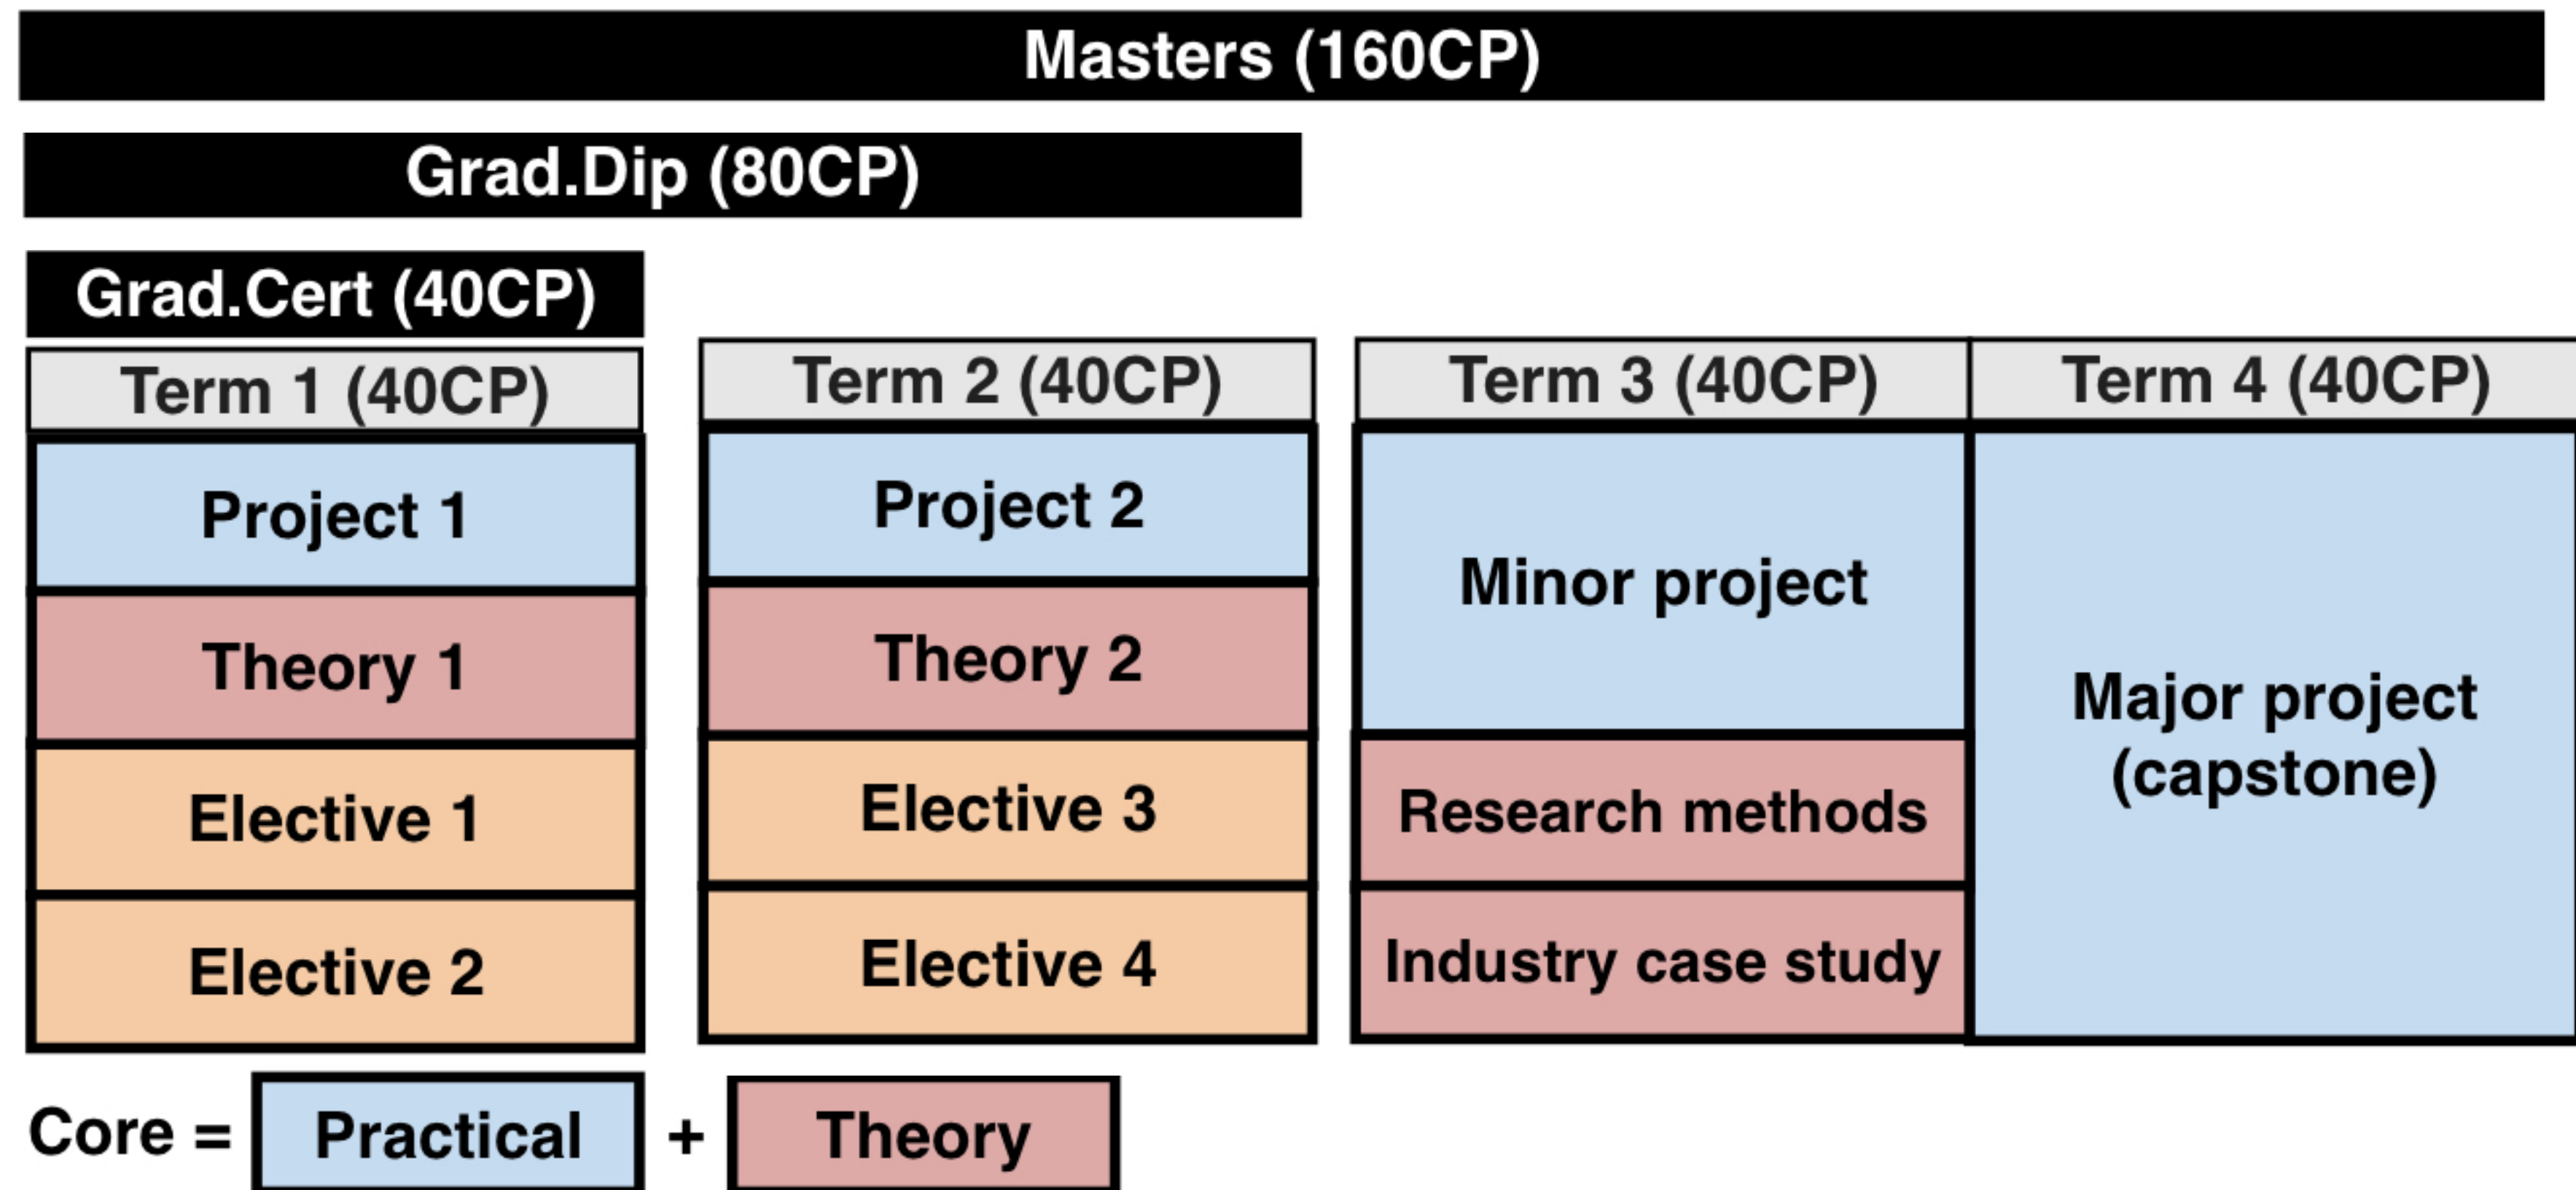 Masters (160CP)
Grad.Dip (80CP)
Grad.Cert (40CP)
Term 1 (40CP)
Project 1
Theory 1
Elective 1
Elective 2
Term 2 (40CP)
Project 2
Theory 2
Elective 3
Elective 4
Term 3 (40CP)
Minor project
Research methods
Industry case study
Term 4 (40CP)
Major project
(capstone)
Core = Practical + Theory